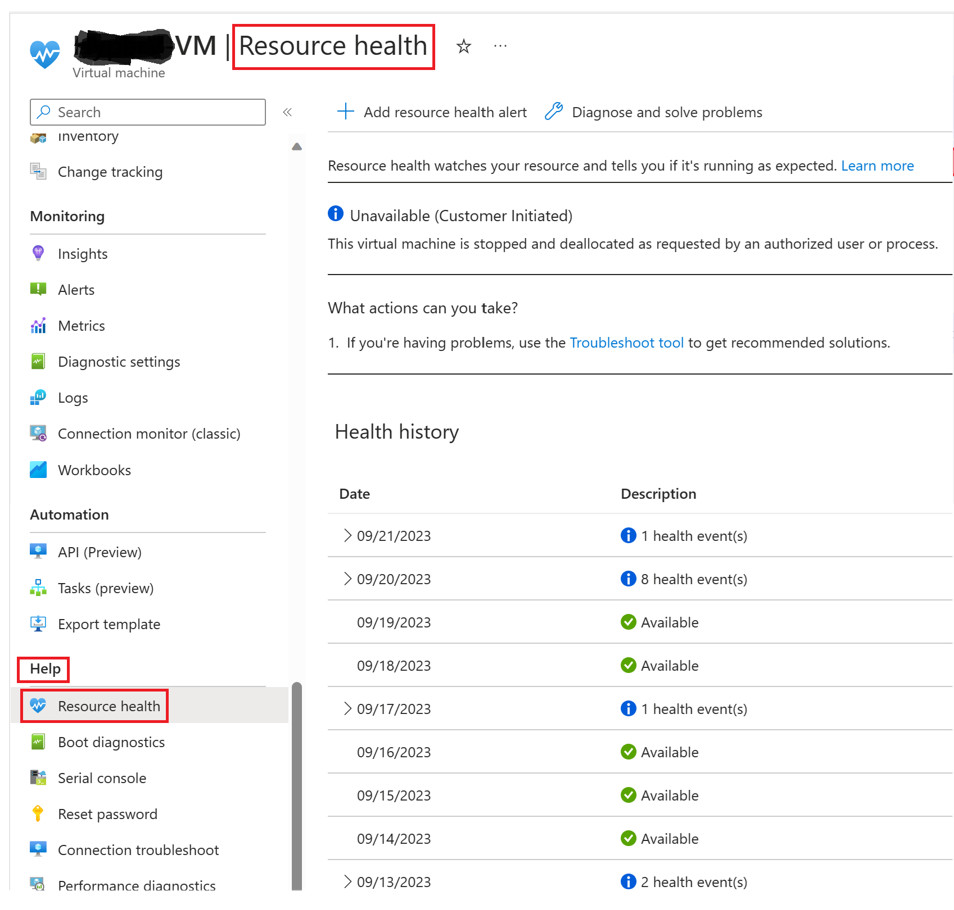 VM | Resource health
Virtual machine
Search
Inventory
Change tracking
Monitoring
Insights
Alerts
Metrics
Diagnostic settings
Logs
Connection monitor (classic)
Workbooks
Automation
API (Preview)
Tasks (preview)
Export template
Help
Resource health
Boot diagnostics
Serial console
Reset password
Connection troubleshoot
Performance diagnostics
Add resource health alert
Diagnose and solve problems
Resource health watches your resource and tells you if it's running as expected. Learn more
Unavailable (Customer Initiated)
This virtual machine is stopped and deallocated as requested by an authorized user or process.
What actions can you take?
1. If you're having problems, use the Troubleshoot tool to get recommended solutions.
Health history
Date Description
09/21/2023 1 health event(s)
09/20/2023 8 health event(s)
09/19/2023 Available
09/18/2023 Available
09/17/2023 1 health event(s)
09/16/2023 Available
09/15/2023 Available
09/14/2023 Available
09/13/2023 2 health event(s)